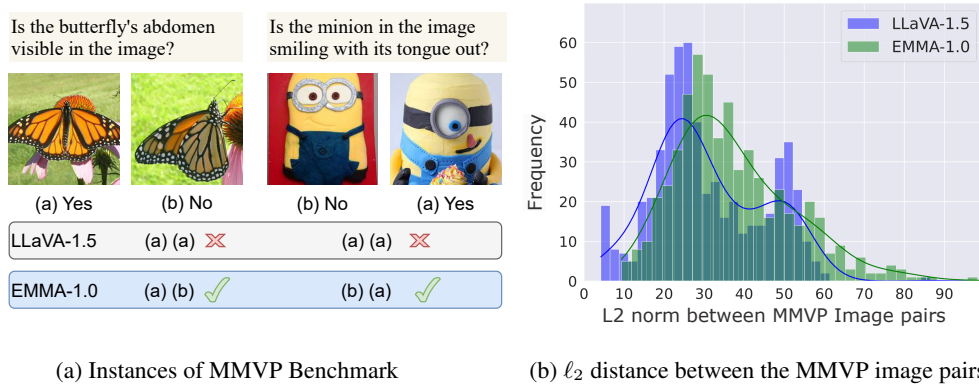 Is the butterfly's abdomen
visible in the image?
Is the minion in the image
smiling with its tongue out?
(a) Yes
(b) No
(b) No
(a) Yes
LLaVA-1.5
(a) (a)
(a) (a)
EMMA-1.0
(a) (b)
(b) (a)
(a) Instances of MMVP Benchmark
LLaVA-1.5
EMMA-1.0
Frequency
60
50
40
30
20
10
0
0 10 20 30 40 50 60 70 80 90
L2 norm between MMVP Image pairs
(b) ℓ2 distance between the MMVP image pairs